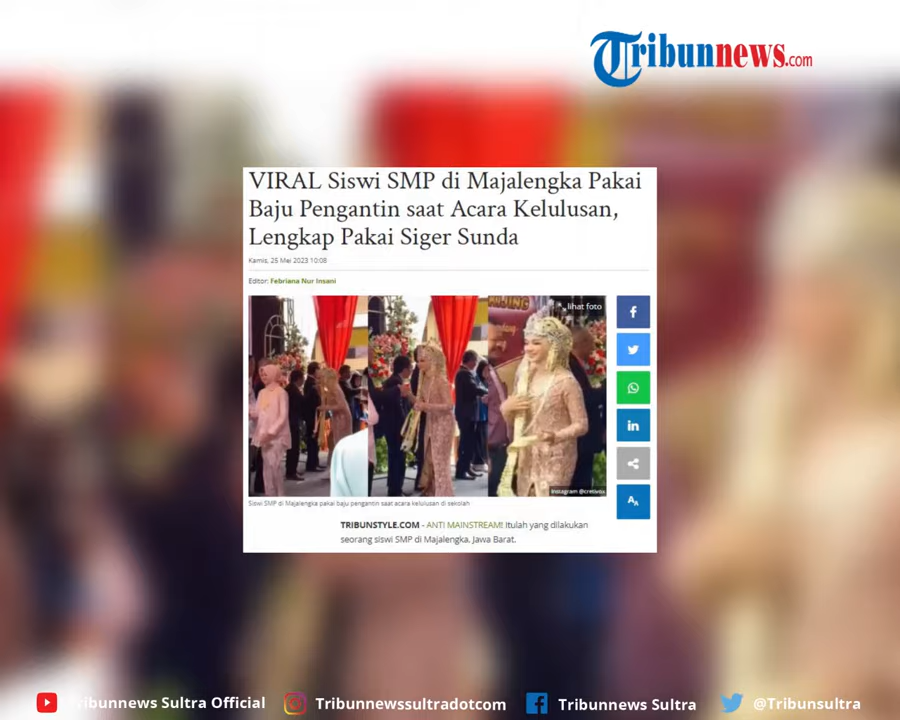 Tribunnews.com
VIRAL Siswi SMP di Majalengka Pakai
Baju Pengantin saat Acara Kelulusan,
Lengkap Pakai Siger Sunda
Kamis, 25 Mei 2023 10:08
Editor: Febriana Nur Insani
lihat foto
Instagram @cretivox
Siswi SMP di Majalengka pakai baju pengantin saat acara kelulusan di sekolah
TRIBUNSTYLE.COM - ANTI MAINSTREAM! Itulah yang dilakukan
seorang siswi SMP di Majalengka, Jawa Barat.
Tribunnews Sultra Official
Tribunnewssultradotcom
Tribunnews Sultra
@Tribunsultra